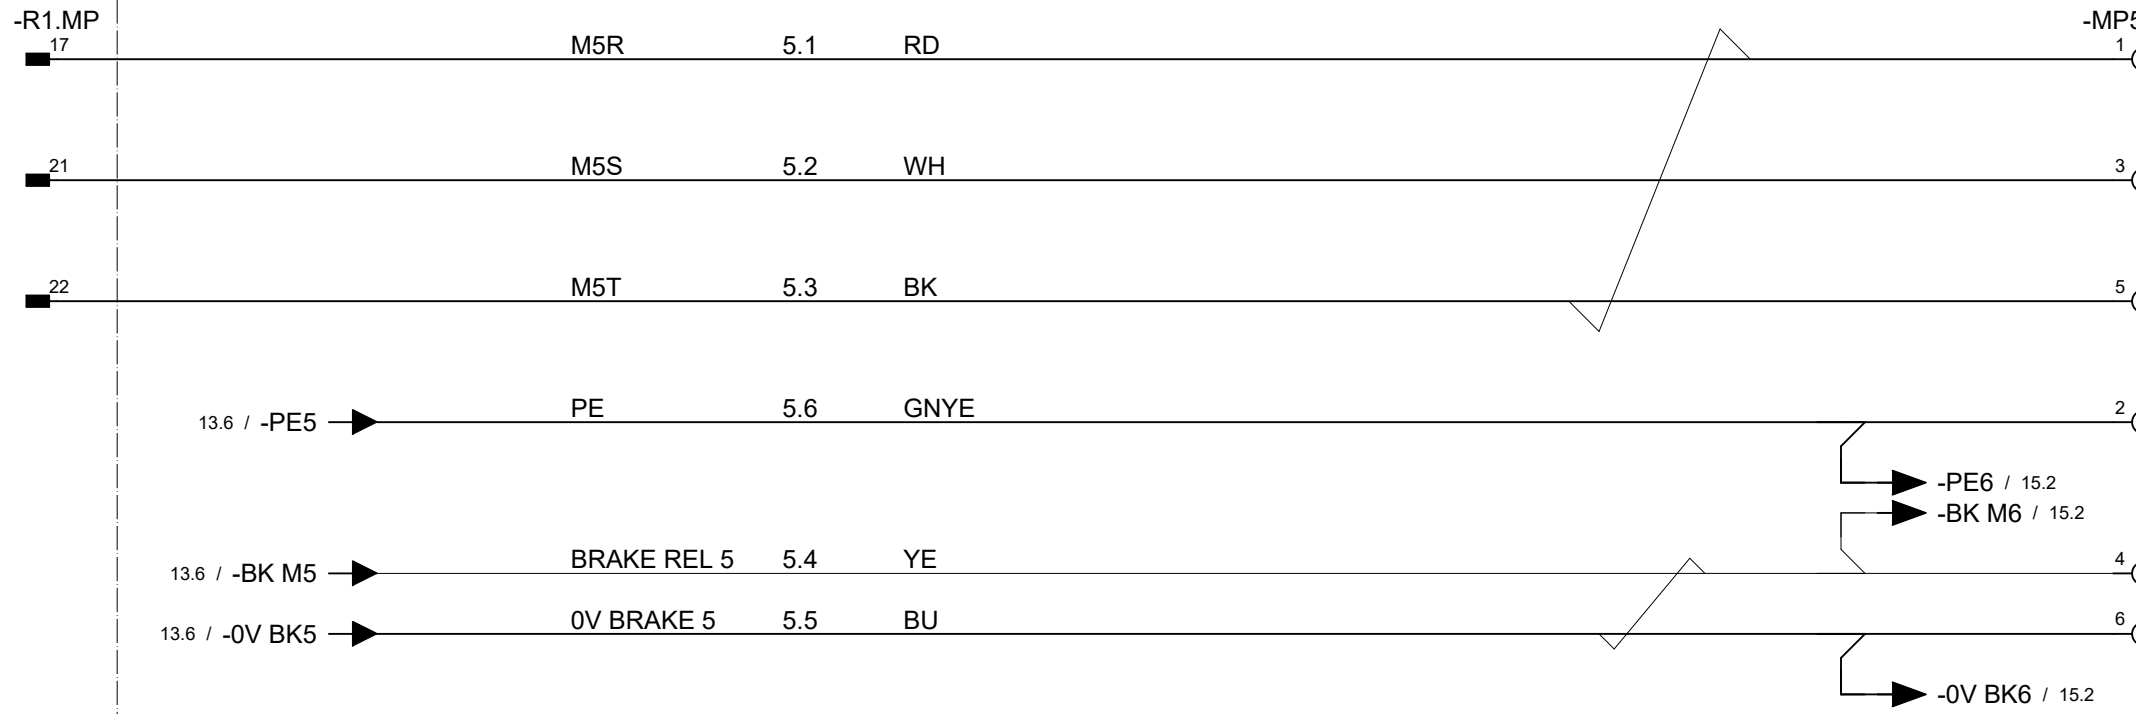 -R1.MP -MP5
17 M5R 5.1 RD 1
21 M5S 5.2 WH 3
22 M5T 5.3 BK 5
13.6 / -PE5 PE 5.6 GNYE 2
-PE6 / 15.2
-BK M6 / 15.2
13.6 / -BK M5 BRAKE REL 5 5.4 YE 4
13.6 / -0V BK5 0V BRAKE 5 5.5 BU 6
-0V BK6 / 15.2